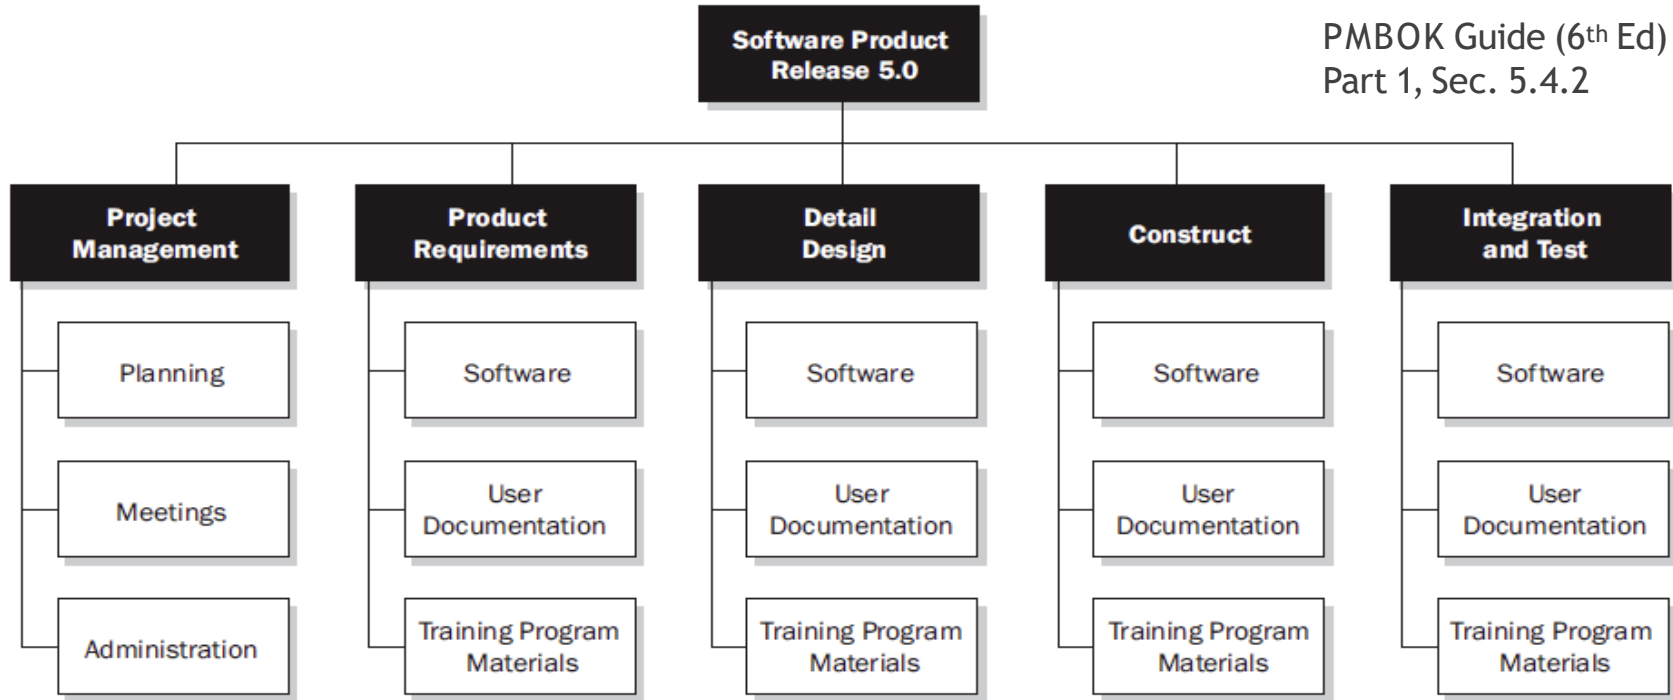 Software Product
Release 5.0
PMBOK Guide (6th Ed)
Part 1, Sec. 5.4.2
Project
Management
Planning
Meetings
Administration
Product
Requirements
Software
User
Documentation
Training Program
Materials
Detail
Design
Software
User
Documentation
Training Program
Materials
Construct
Software
User
Documentation
Training Program
Materials
Integration
and Test
Software
User
Documentation
Training Program
Materials